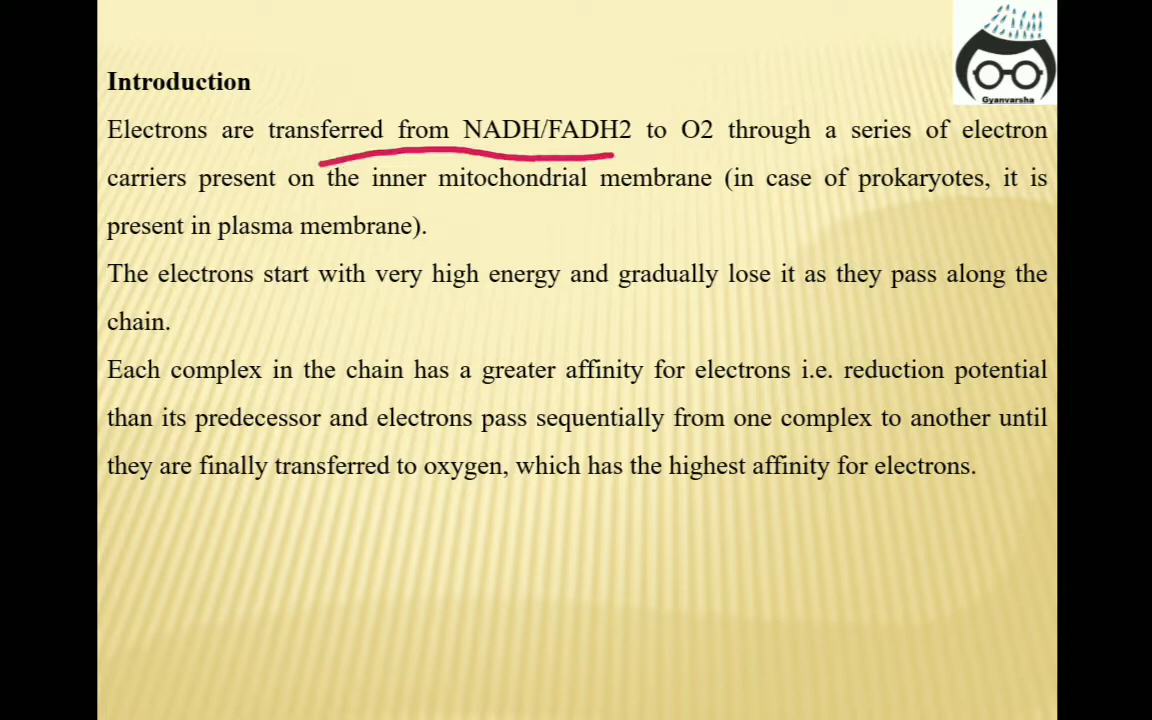 Gyanvarsha
Introduction
Electrons are transferred from NADH/FADH2 to O2 through a series of electron
carriers present on the inner mitochondrial membrane (in case of prokaryotes, it is
present in plasma membrane).
The electrons start with very high energy and gradually lose it as they pass along the
chain.
Each complex in the chain has a greater affinity for electrons i.e. reduction potential
than its predecessor and electrons pass sequentially from one complex to another until
they are finally transferred to oxygen, which has the highest affinity for electrons.